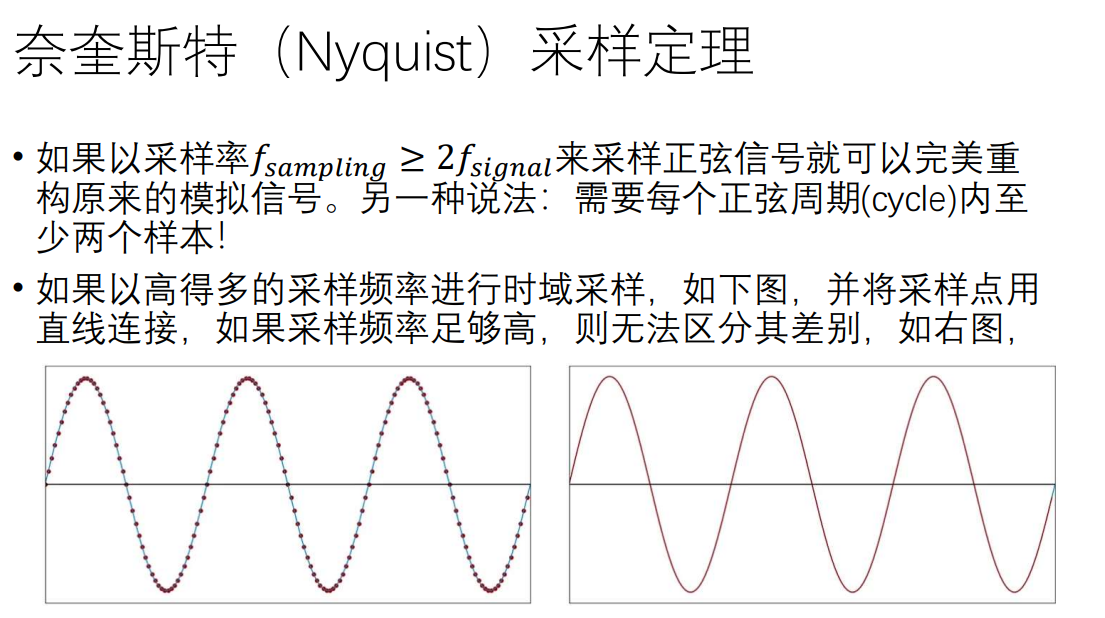 奈奎斯特（Nyquist）采样定理
• 如果以采样率fsampling ≥ 2fsignal来采样正弦信号就可以完美重
构原来的模拟信号。另一种说法：需要每个正弦周期(cycle)内至
少两个样本!
• 如果以高得多的采样频率进行时域采样，如下图，并将采样点用
直线连接，如果采样频率足够高，则无法区分其差别，如右图，